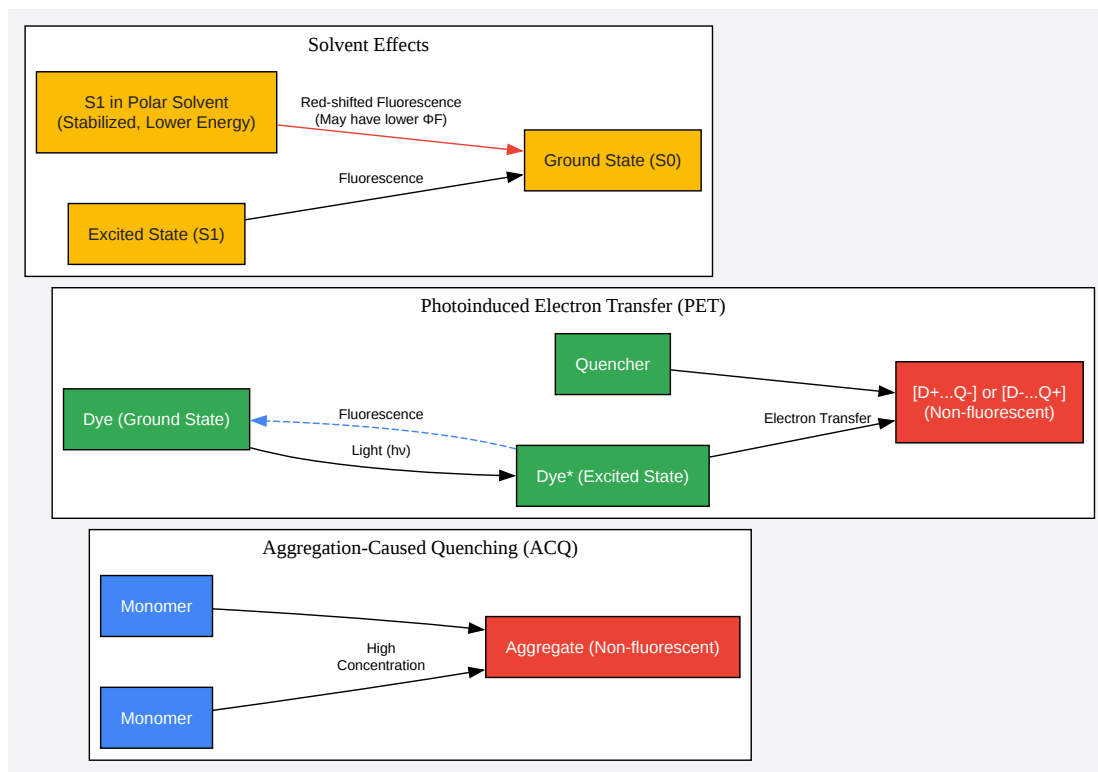 Solvent Effects
S1 in Polar Solvent
(Stabilized, Lower Energy)
Red-shifted Fluorescence
(May have lower ΦF)
Ground State (S0)
Fluorescence
Excited State (S1)
Photoinduced Electron Transfer (PET)
Quencher
[D+...Q-] or [D-...Q+]
(Non-fluorescent)
Dye (Ground State)
Fluorescence
Electron Transfer
Light (hν)
Dye* (Excited State)
Aggregation-Caused Quenching (ACQ)
Monomer
Aggregate (Non-fluorescent)
High
Concentration
Monomer